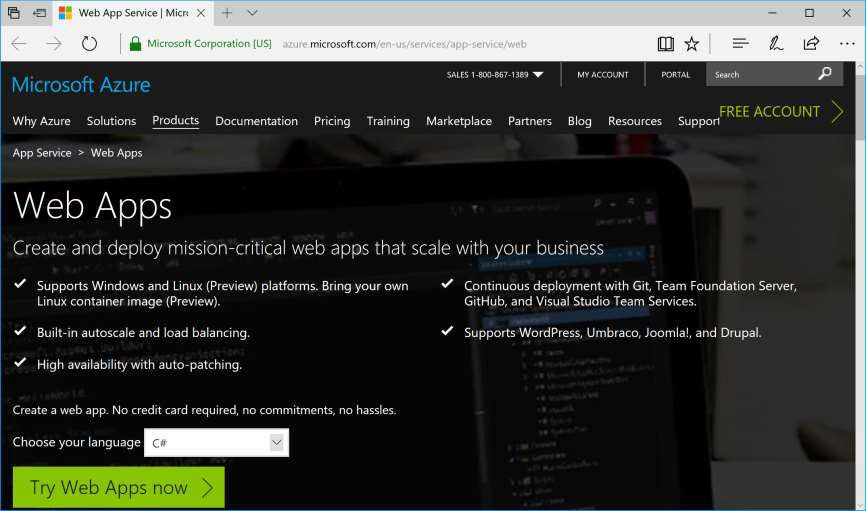 Web App Service | Micro
Microsoft Corporation [US] azure.microsoft.com/en-us/services/app-service/web
SALES 1-800-867-1389 MY ACCOUNT PORTAL Search
Microsoft Azure
FREE ACCOUNT
Why Azure Solutions Products Documentation Pricing Training Marketplace Partners Blog Resources Support
App Service > Web Apps
Web Apps
Create and deploy mission-critical web apps that scale with your business
Supports Windows and Linux (Preview) platforms. Bring your own
Linux container image (Preview).
Built-in autoscale and load balancing.
High availability with auto-patching.
Continuous deployment with Git, Team Foundation Server,
GitHub, and Visual Studio Team Services.
Supports WordPress, Umbraco, Joomla!, and Drupal.
Create a web app. No credit card required, no commitments, no hassles.
Choose your language C#
Try Web Apps now